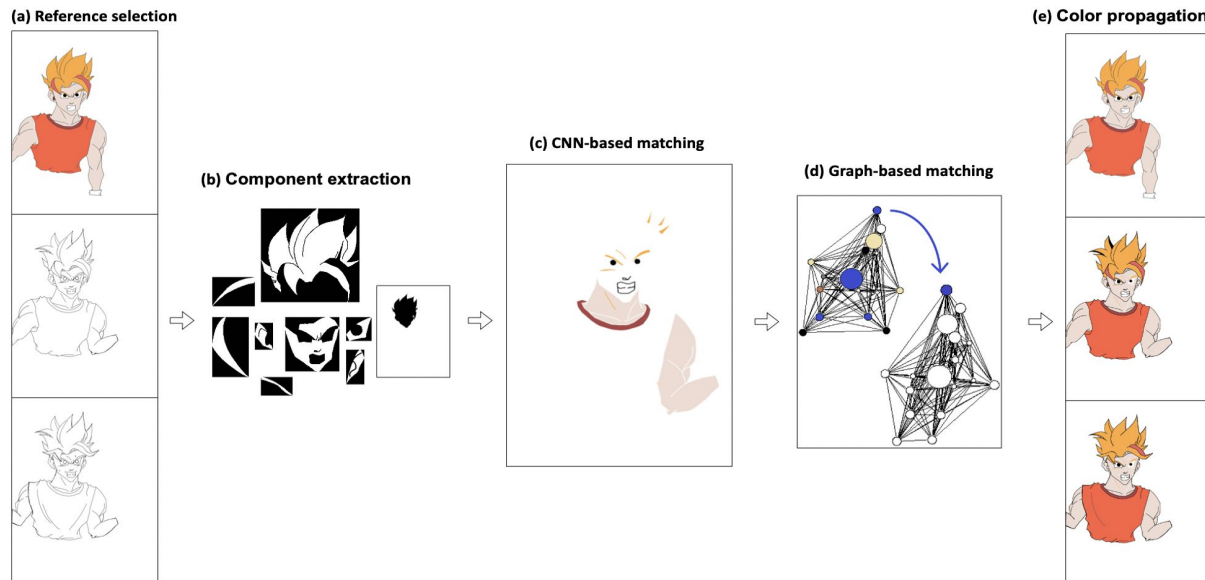 (a) Reference selection
(b) Component extraction
(c) CNN-based matching
(d) Graph-based matching
(e) Color propagation